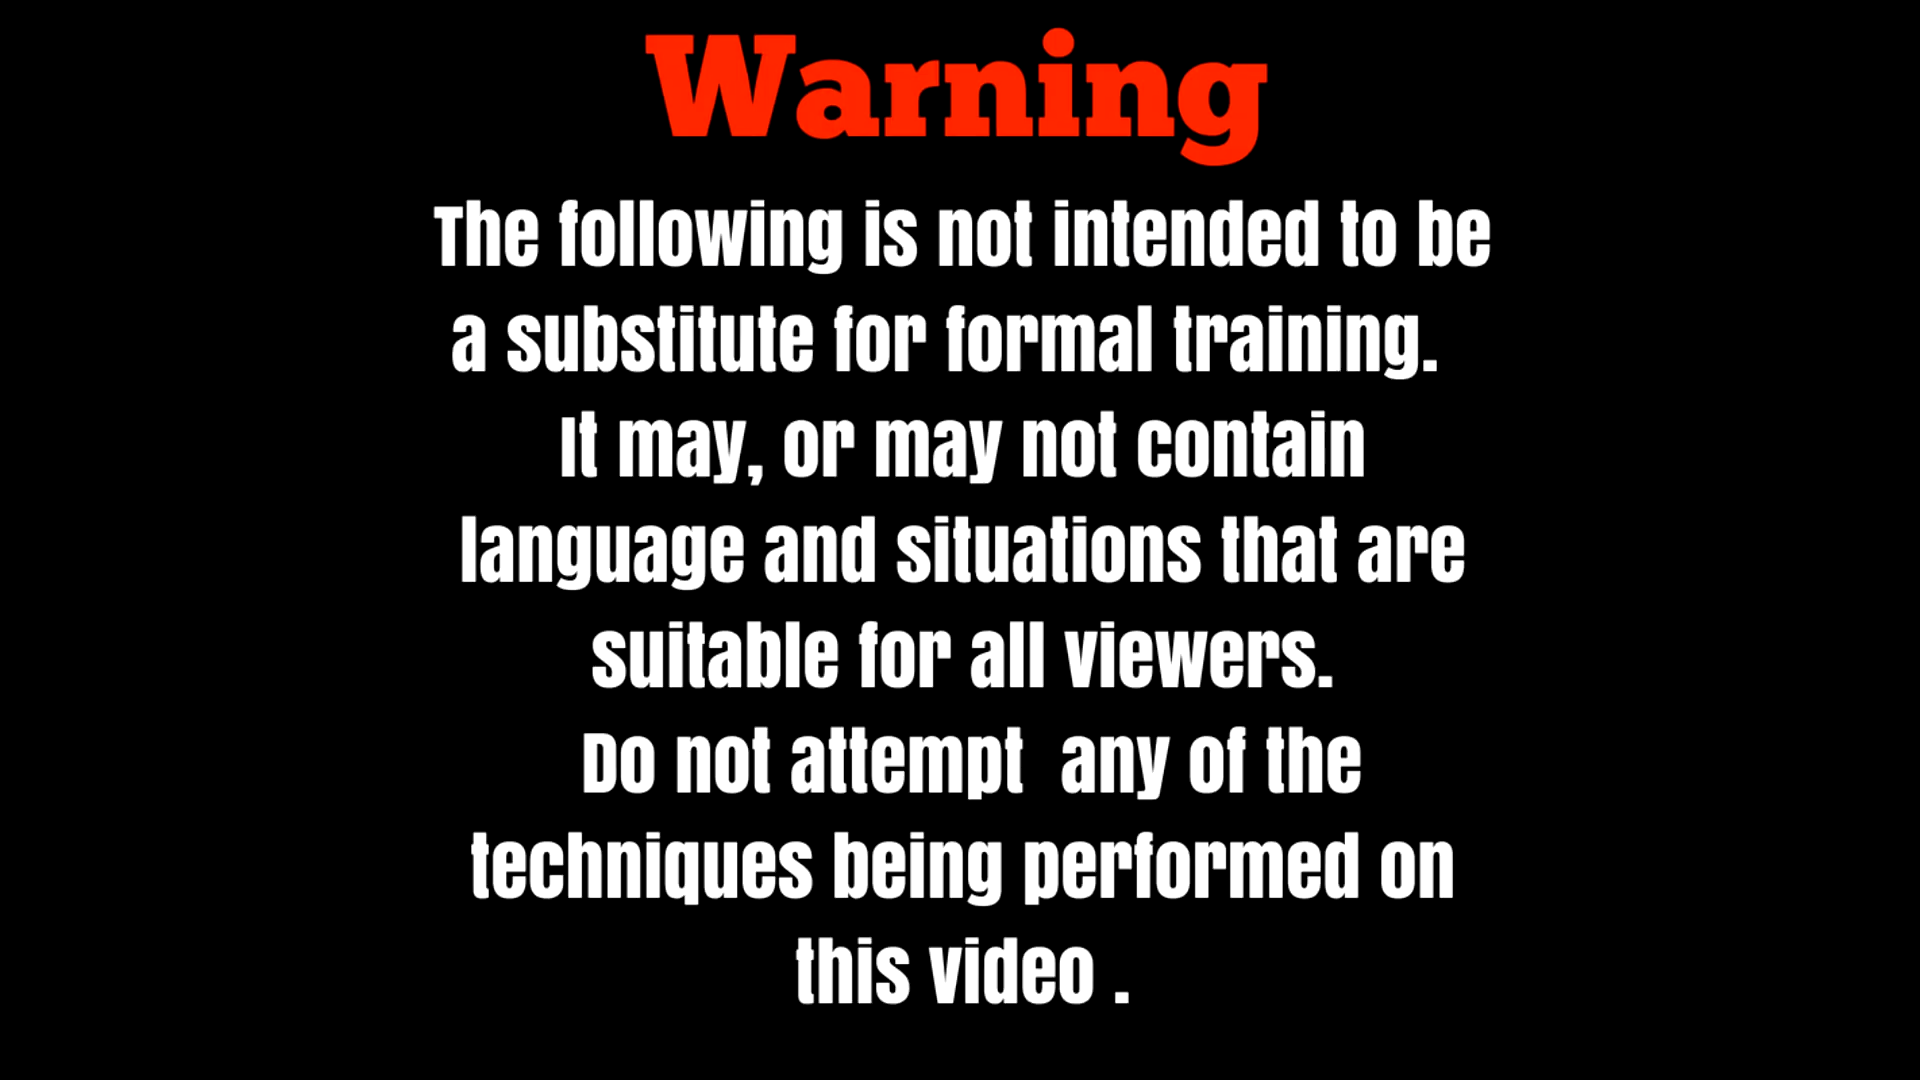 Warning
The following is not intended to be
a substitute for formal training.
It may, or may not contain
language and situations that are
suitable for all viewers.
Do not attempt  any of the
techniques being performed on
this video .